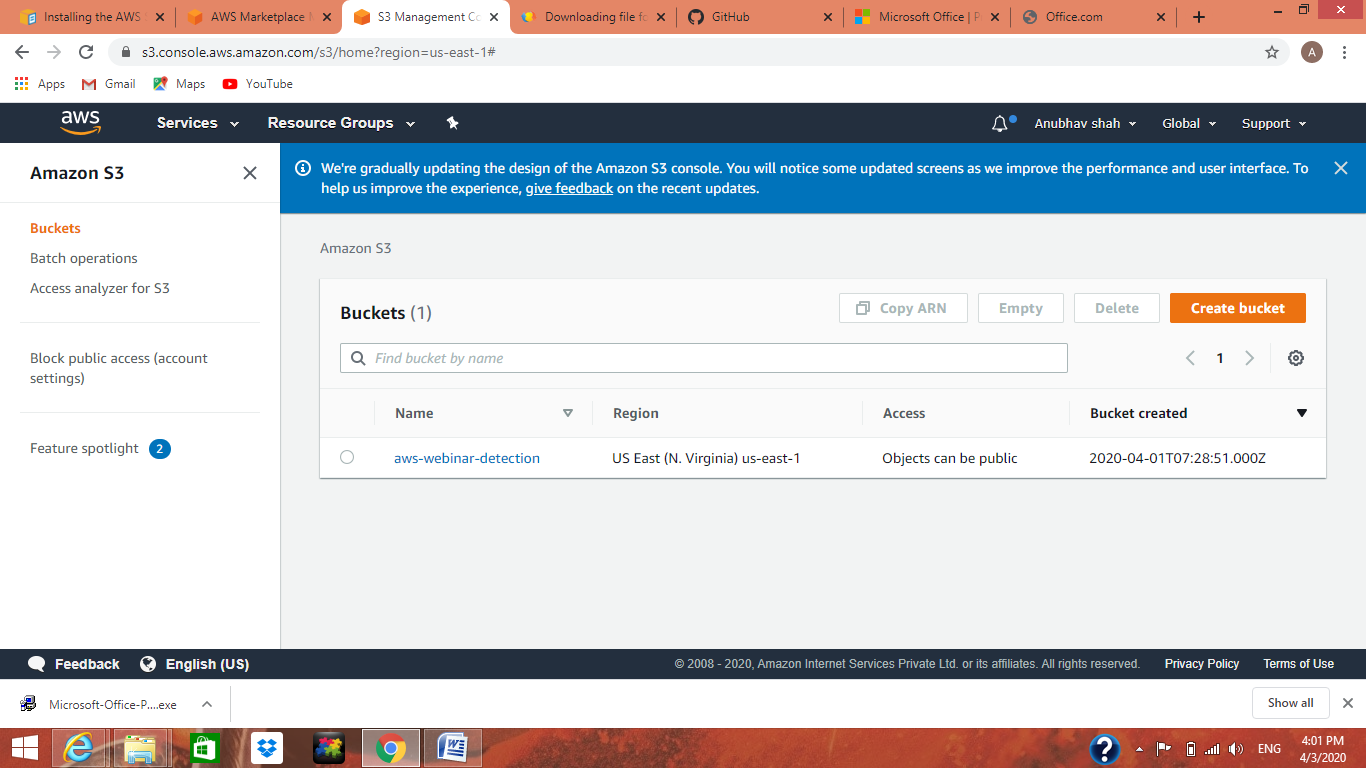 Installing the AWS
AWS Marketplace
S3 Management Co
Downloading file fo
GitHub
Microsoft Office | P
Office.com
s3.console.aws.amazon.com/s3/home?region=us-east-1#
A
Apps
Gmail
Maps
YouTube
aws
Services
Resource Groups
Anubhav shah
Global
Support
Amazon S3
We're gradually updating the design of the Amazon S3 console. You will notice some updated screens as we improve the performance and user interface. To
help us improve the experience, give feedback on the recent updates.
Buckets
Batch operations
Access analyzer for S3
Block public access (account
settings)
Feature spotlight 2
Amazon S3
Buckets (1)
Copy ARN
Empty
Delete
Create bucket
Find bucket by name
1
Name
Region
Access
Bucket created
aws-webinar-detection
US East (N. Virginia) us-east-1
Objects can be public
2020-04-01T07:28:51.000Z
Feedback
English (US)
© 2008 - 2020, Amazon Internet Services Private Ltd. or its affiliates. All rights reserved.
Privacy Policy
Terms of Use
Microsoft-Office-P....exe
Show all
ENG
4:01 PM
4/3/2020